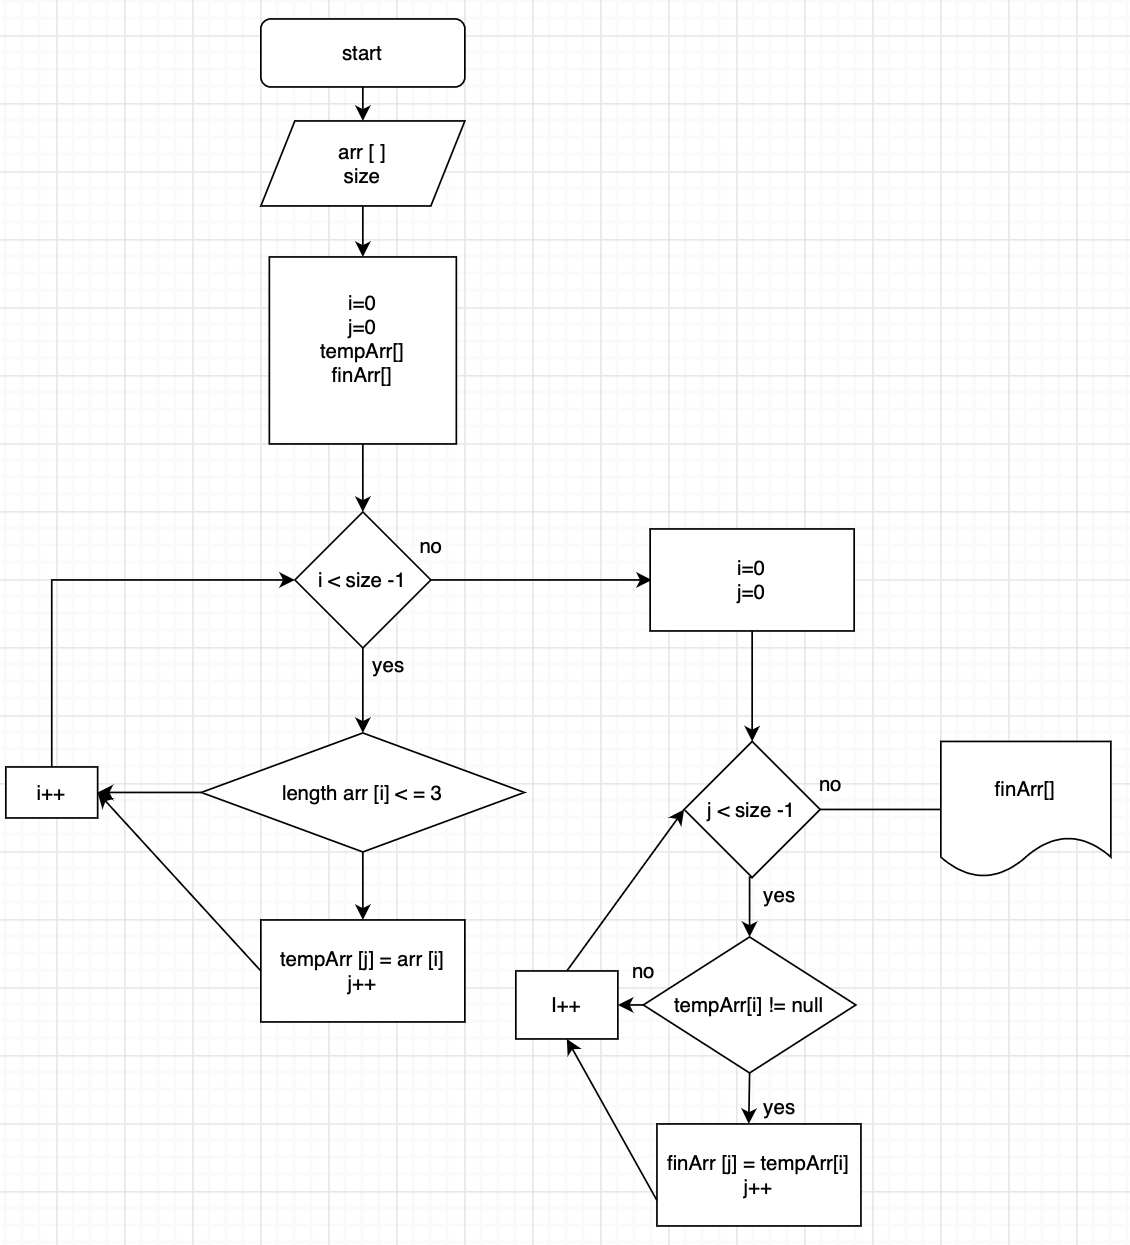 start
arr [ ]
size
i=0
j=0
tempArr[]
finArr[]
i < size -1
no
yes
i=0
j=0
i++
length arr [i] < = 3
j < size -1
no
finArr[]
yes
tempArr [j] = arr [i]
j++
I++
no
tempArr[i] != null
yes
finArr [j] = tempArr[i]
j++